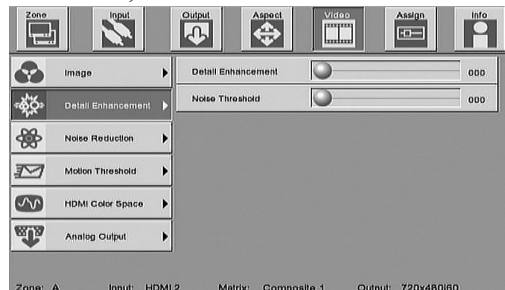 Zone Input Output Aspect Video Assign Info
Image Detail Enhancement 000
Detail Enhancement Noise Threshold 000
Noise Reduction
Motion Threshold
HDMI Color Space
Analog Output
Zone: A Input: HDMI 2 Matrix: Composite 1 Output: 720x480i60